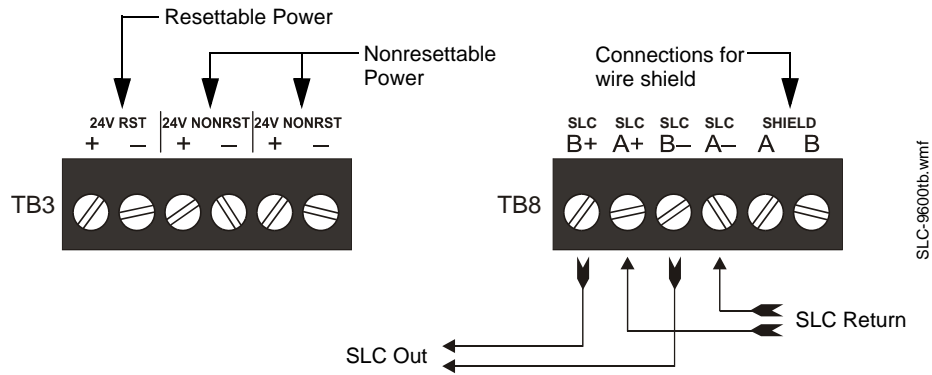 Resettable Power
Nonresettable
Power
Connections for
wire shield
24V RST 24V NONRST 24V NONRST
+ – + – + –
TB3
SLC SLC SLC SLC SHIELD
B+ A+ B– A– A B
TB8
SLC Return
SLC Out
SLC-9600tb.wmf